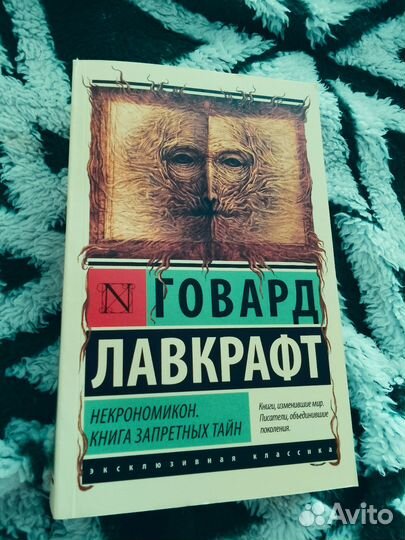 N
ГОВАРД
ЛАВКРАФТ
НЕКРОНОМИКОН.
КНИГА ЗАПРЕТНЫХ ТАЙН
Книги, изменившие мир.
Писатели, объединившие
поколения.
эксклюзивная классика
Avito